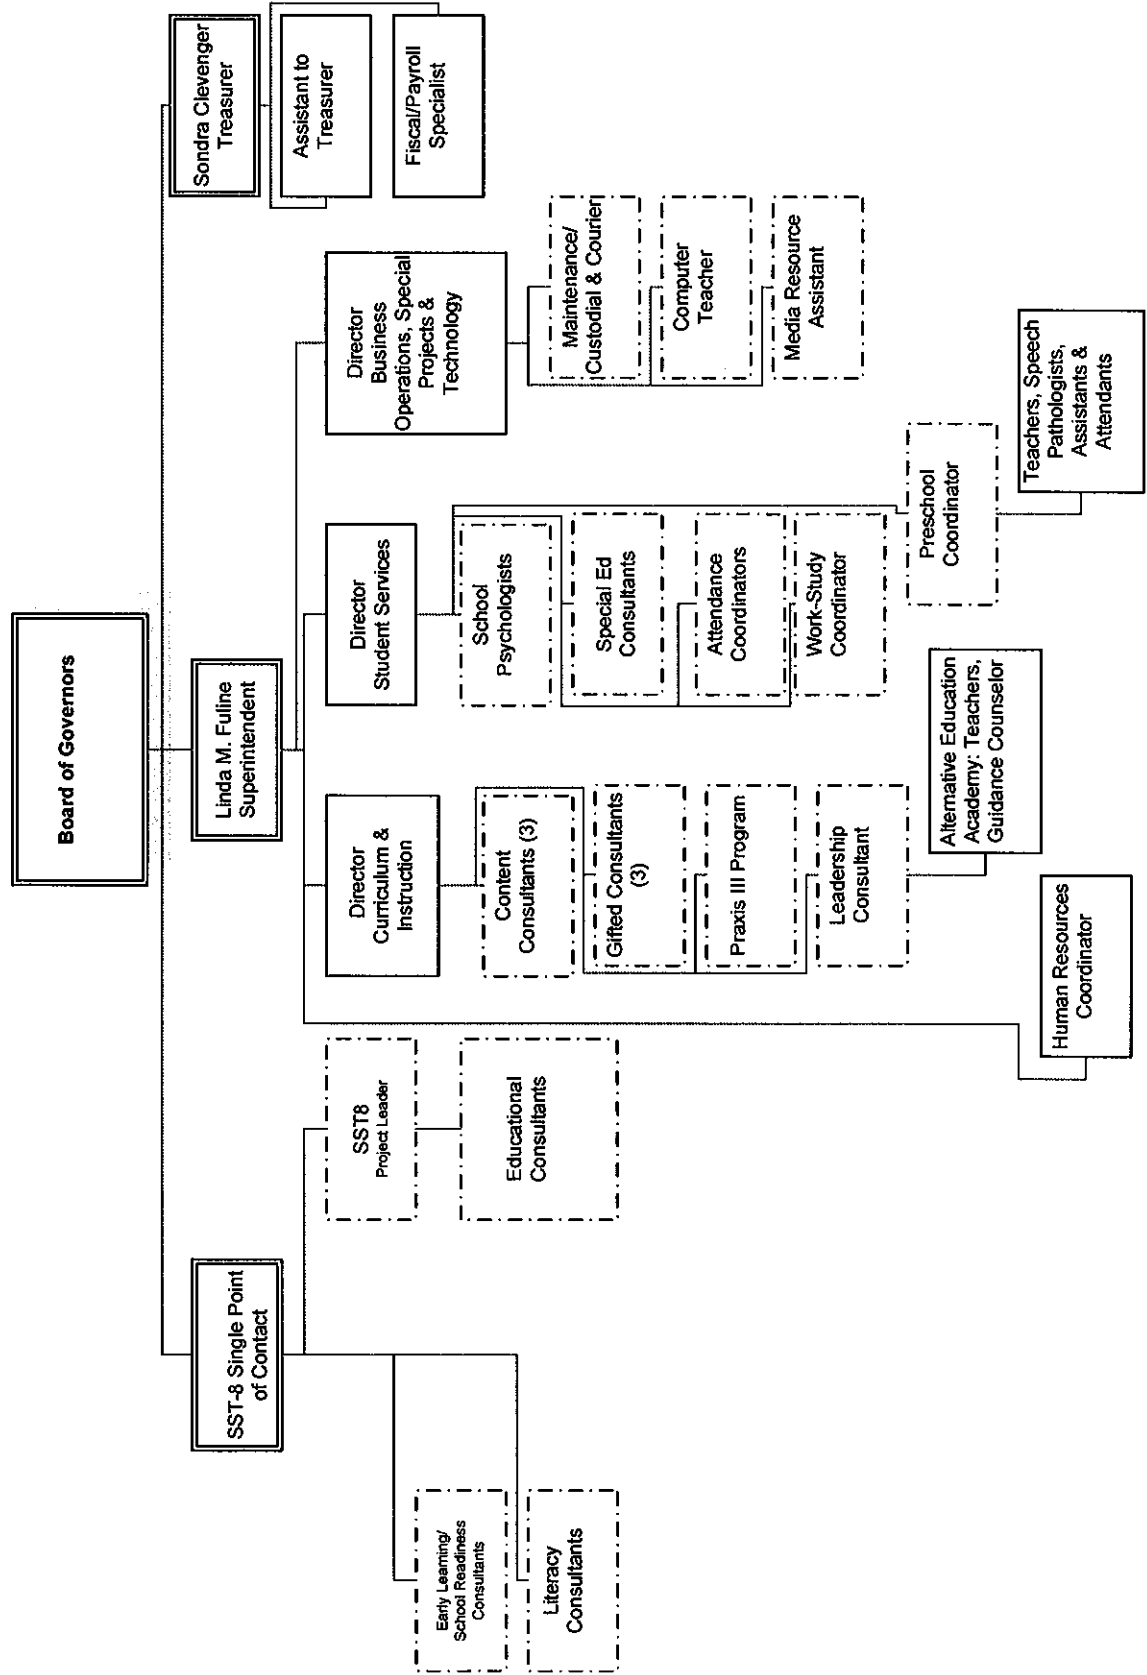 Board of Governors
SST-8 Single Point
of Contact
Linda M. Fuline
Superintendent
Sondra Clevenger
Treasurer
Assistant to
Treasurer
Fiscal/Payroll
Specialist
SST8
Project Leader
Educational
Consultants
Early Learning/
School Readiness
Consultants
Literacy
Consultants
Director
Curriculum &
Instruction
Content
Consultants (3)
Gifted Consultants
(3)
Praxis III Program
Leadership
Consultant
Alternative Education
Academy: Teachers,
Guidance Counselor
Human Resources
Coordinator
Director
Student Services
School
Psychologists
Special Ed
Consultants
Attendance
Coordinators
Work-Study
Coordinator
Preschool
Coordinator
Teachers, Speech
Pathologists,
Assistants &
Attendants
Director
Business
Operations, Special
Projects &
Technology
Maintenance/
Custodial & Courier
Computer
Teacher
Media Resource
Assistant